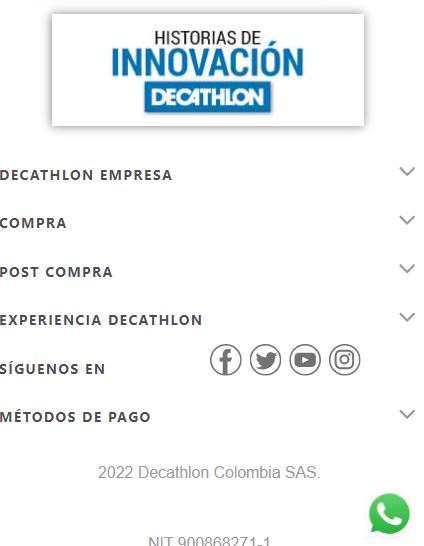 HISTORIAS DE
INNOVACIÓN
DECATHLON
DECATHLON EMPRESA
COMPRA
POST COMPRA
EXPERIENCIA DECATHLON
SÍGUENOS EN
MÉTODOS DE PAGO
2022 Decathlon Colombia SAS.
NIT 900868271-1